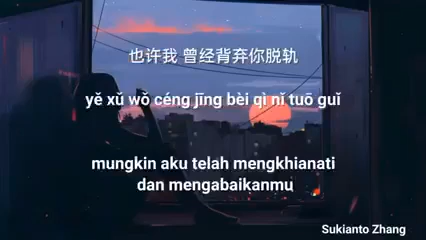 也许我 曾经背弃你脱轨
yě xǔ wǒ céng jīng bèi qì nǐ tuō guǐ
mungkin aku telah mengkhianati
dan mengabaikanmu
Sukianto Zhang